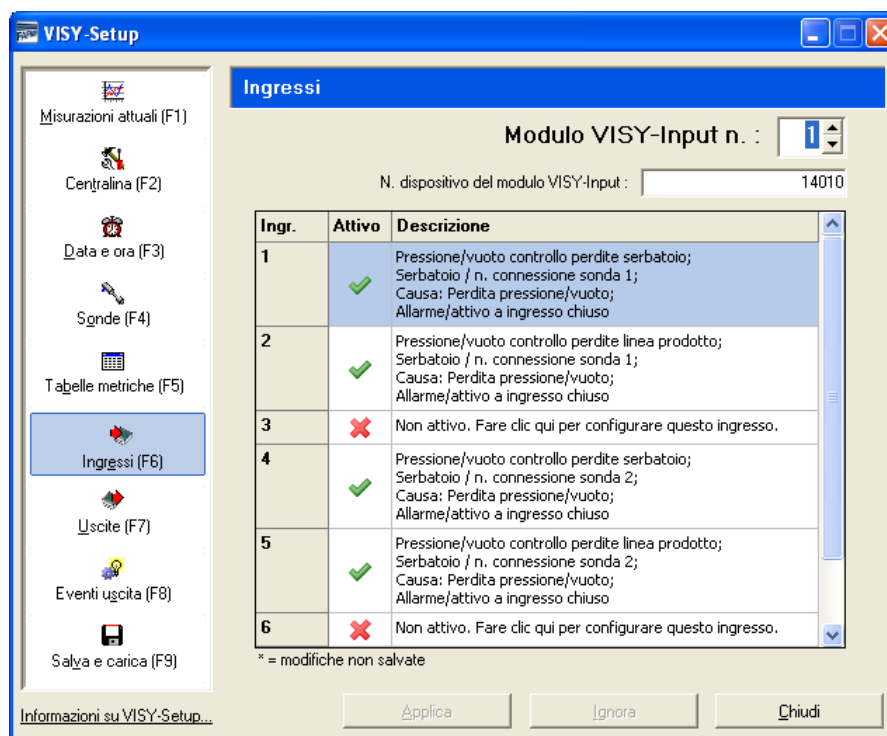 VISY-Setup
Misurazioni attuali (F1)
Centralina (F2)
Data e ora (F3)
Sonde (F4)
Tabelle metriche (F5)
Ingressi (F6)
Uscite (F7)
Eventi uscita (F8)
Salva e carica (F9)
Informazioni su VISY-Setup...
Ingressi
Modulo VISY-Input n. : 1
N. dispositivo del modulo VISY-Input : 14010
Ingr. Attivo Descrizione
1 Pressione/vuoto controllo perdite serbatoio;
Serbatoio / n. connessione sonda 1;
Causa: Perdita pressione/vuoto;
Allarme/attivo a ingresso chiuso
2 Pressione/vuoto controllo perdite linea prodotto;
Serbatoio / n. connessione sonda 1;
Causa: Perdita pressione/vuoto;
Allarme/attivo a ingresso chiuso
3 Non attivo. Fare clic qui per configurare questo ingresso.
4 Pressione/vuoto controllo perdite serbatoio;
Serbatoio / n. connessione sonda 2;
Causa: Perdita pressione/vuoto;
Allarme/attivo a ingresso chiuso
5 Pressione/vuoto controllo perdite linea prodotto;
Serbatoio / n. connessione sonda 2;
Causa: Perdita pressione/vuoto;
Allarme/attivo a ingresso chiuso
6 Non attivo. Fare clic qui per configurare questo ingresso.
* = modifiche non salvate
Applica Ignora Chiudi